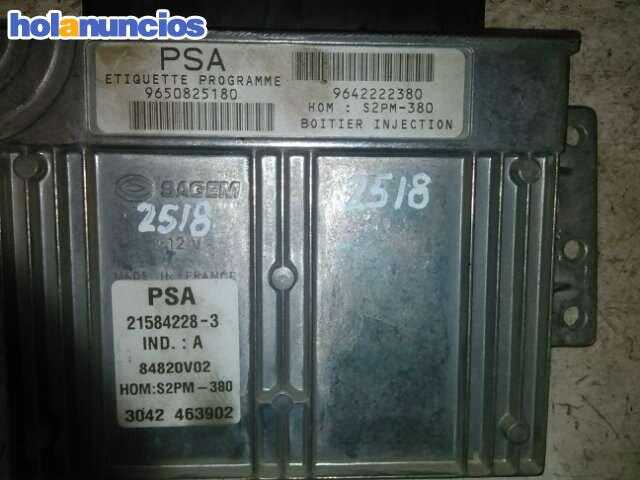 holanuncios
PSA
ETIQUETTE PROGRAMME
9650825180
9642222380
HOM : S2PM-380
BOITIER INJECTION
SAGEM
2518
2518
12 V
MADE IN FRANCE
PSA
21584228-3
IND. : A
84820V02
HOM:S2PM-380
3042 463902